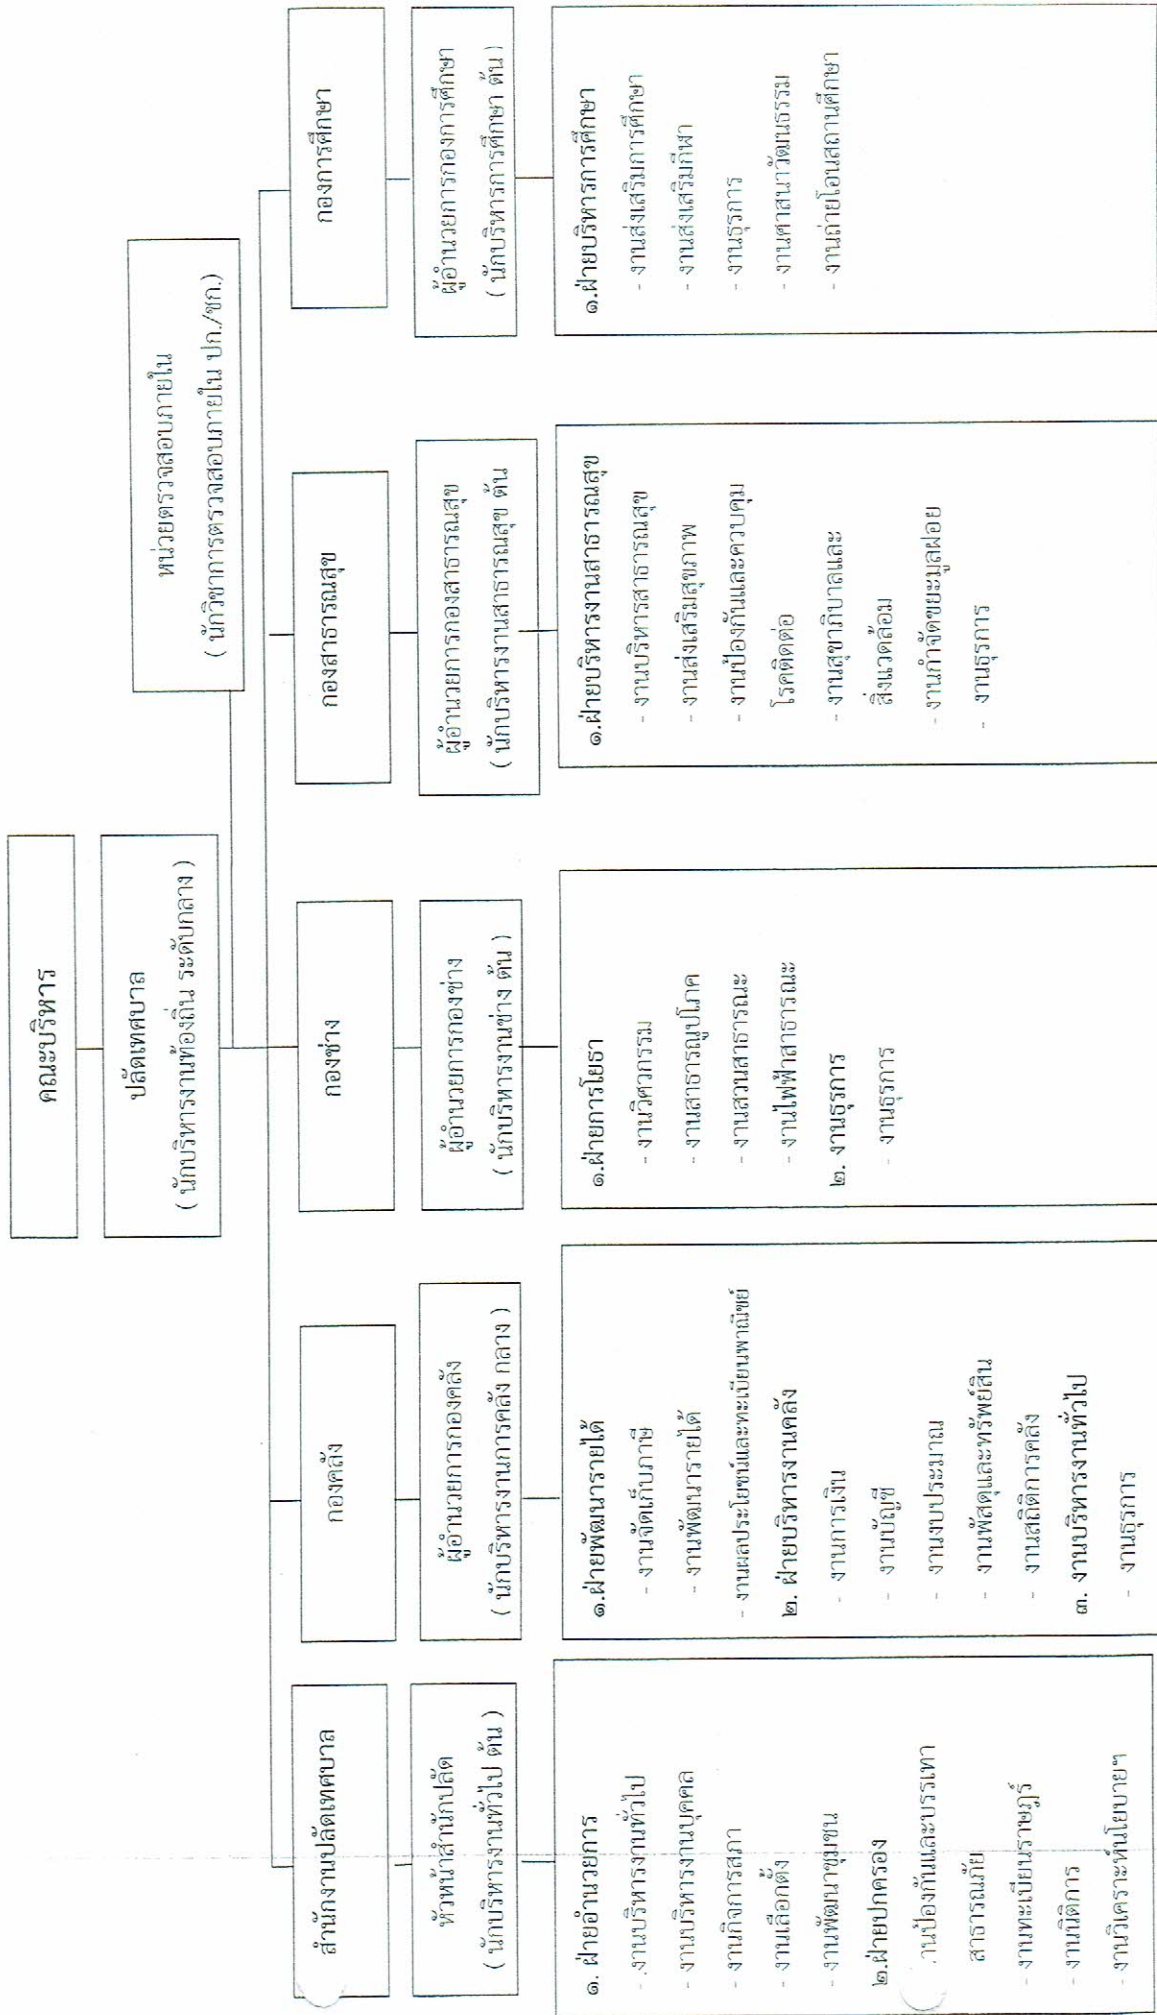 คณะบริหาร
ปลัดเทศบาล
( นักบริหารงานท้องถิ่น ระดับกลาง )
หน่วยตรวจสอบภายใน
( นักวิชาการตรวจสอบภายใน ปก./ชก.)
สำนักงานปลัดเทศบาล
หัวหน้าสำนักปลัด
( นักบริหารงานทั่วไป ต้น )
๑. ฝ่ายอำนวยการ
- งานบริหารงานทั่วไป
- งานบริหารงานบุคคล
- งานกิจการสภา
- งานเลือกตั้ง
- งานพัฒนาชุมชน
๒.ฝ่ายปกครอง
านป้องกันและบรรเทา
สาธารณภัย
- งานทะเบียนราษฎร์
- งานนิติการ
- งานวิเคราะห์นโยบายฯ
กองคลัง
ผู้อำนวยการกองคลัง
( นักบริหารงานการคลัง กลาง )
๑.ฝ่ายพัฒนารายได้
- งานจัดเก็บภาษี
- งานพัฒนารายได้
- งานผลประโยชน์และทะเบียนพาณิชย์
๒. ฝ่ายบริหารงานคลัง
- งานการเงิน
- งานบัญชี
- งานงบประมาณ
- งานพัสดุและทรัพย์สิน
- งานสถิติการคลัง
๓. งานบริหารงานทั่วไป
- งานธุรการ
กองช่าง
ผู้อำนวยการกองช่าง
( นักบริหารงานช่าง ต้น )
๑.ฝ่ายการโยธา
- งานวิศวกรรม
- งานสาธารณูปโภค
- งานสวนสาธารณะ
- งานไฟฟ้าสาธารณะ
๒. งานธุรการ
- งานธุรการ
กองสาธารณสุข
ผู้อำนวยการกองสาธารณสุข
( นักบริหารงานสาธารณสุข ต้น
๑.ฝ่ายบริหารงานสาธารณสุข
- งานบริหารสาธารณสุข
- งานส่งเสริมสุขภาพ
- งานป้องกันและควบคุม
โรคติดต่อ
- งานสุขาภิบาลและ
สิ่งแวดล้อม
- งานกำจัดขยะมูลฝอย
- งานธุรการ
กองการศึกษา
ผู้อำนวยการกองการศึกษา
( นักบริหารการศึกษา ต้น )
๑.ฝ่ายบริหารการศึกษา
- งานส่งเสริมการศึกษา
- งานส่งเสริมกีฬา
- งานธุรการ
- งานศาสนาวัฒนธรรม
- งานถ่ายโอนสถานศึกษา